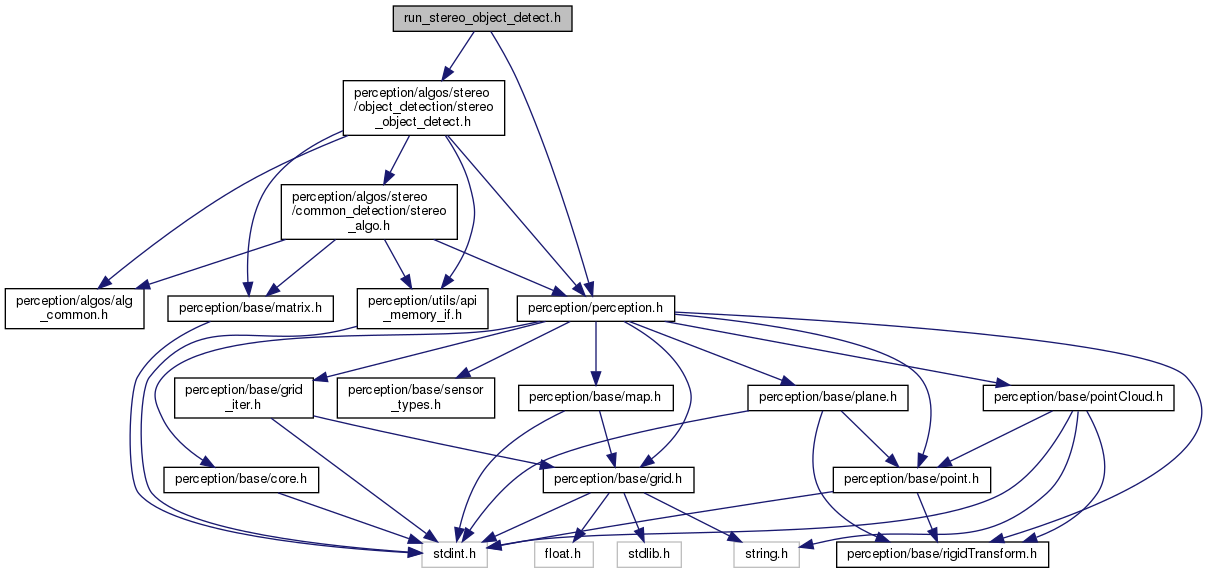 run_stereo_object_detect.h
perception/algos/stereo
/object_detection/stereo
_object_detect.h
perception/algos/stereo
/common_detection/stereo
_algo.h
perception/algos/alg
_common.h
perception/base/matrix.h
perception/utils/api
_memory_if.h
perception/perception.h
perception/base/grid
_iter.h
perception/base/sensor
_types.h
perception/base/map.h
perception/base/plane.h
perception/base/pointCloud.h
perception/base/core.h
perception/base/grid.h
perception/base/point.h
stdint.h
float.h
stdlib.h
string.h
perception/base/rigidTransform.h